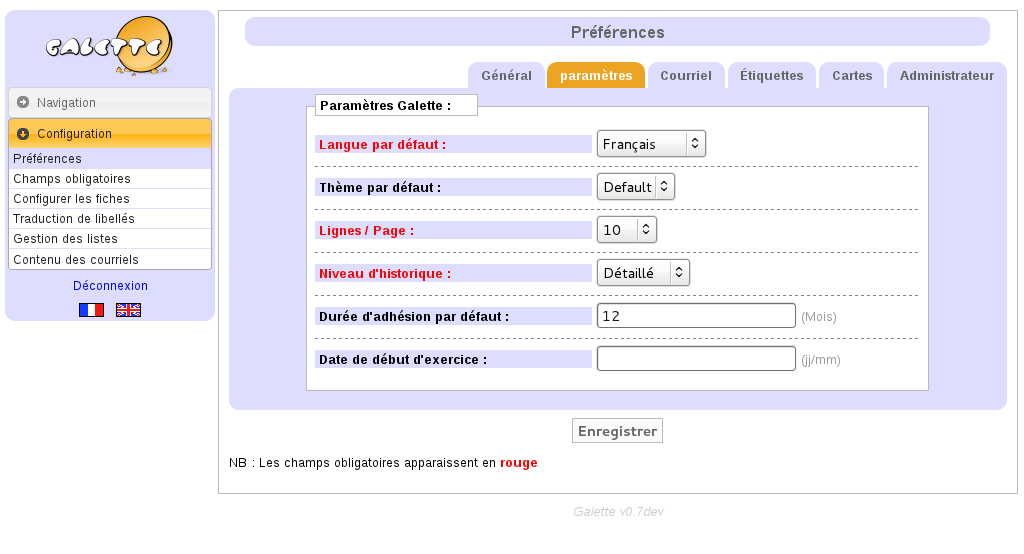 GALETTE
Navigation
Configuration
Préférences
Champs obligatoires
Configurer les fiches
Traduction de libellés
Gestion des listes
Contenu des courriels
Déconnexion
Préférences
Général paramètres Courriel Étiquettes Cartes Administrateur
Paramètres Galette :
Langue par défaut : Français
Thème par défaut : Default
Lignes / Page : 10
Niveau d'historique : Détaillé
Durée d'adhésion par défaut : 12 (Mois)
Date de début d'exercice : (jj/mm)
Enregistrer
NB : Les champs obligatoires apparaissent en rouge
Galette v0.7dev